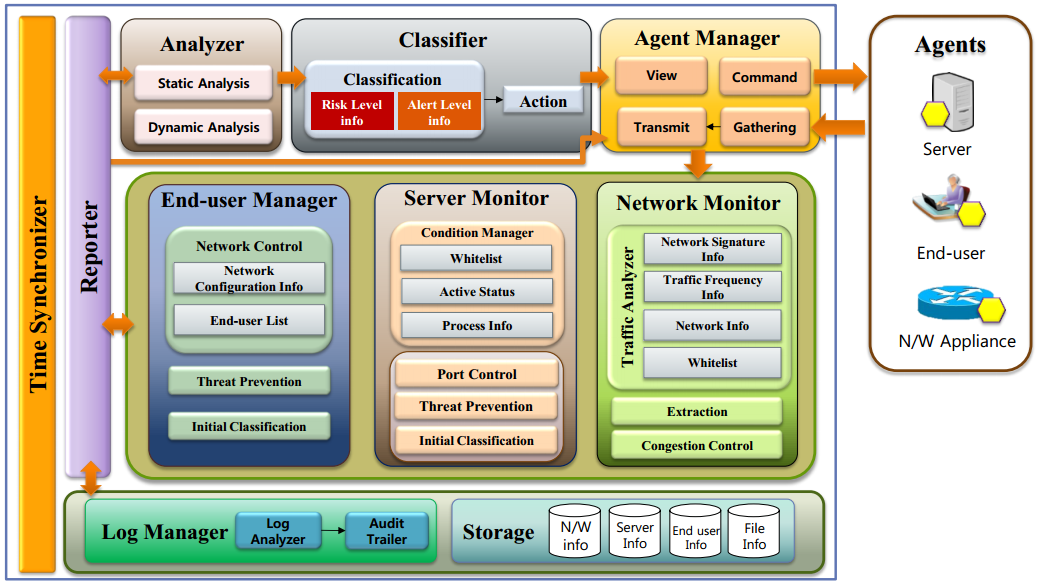 Time Synchronizer
Reporter
Analyzer
Static Analysis
Dynamic Analysis
Classifier
Classification
Risk Level
info
Alert Level
info
Action
Agent Manager
View
Command
Transmit
Gathering
Agents
Server
End-user
N/W Appliance
End-user Manager
Network Control
Network
Configuration Info
End-user List
Threat Prevention
Initial Classification
Server Monitor
Condition Manager
Whitelist
Active Status
Process Info
Port Control
Threat Prevention
Initial Classification
Network Monitor
Traffic Analyzer
Network Signature
Info
Traffic Frequency
Info
Network Info
Whitelist
Extraction
Congestion Control
Log Manager
Log
Analyzer
Audit
Trailer
Storage
N/W
info
Server
Info
End user
Info
File
Info